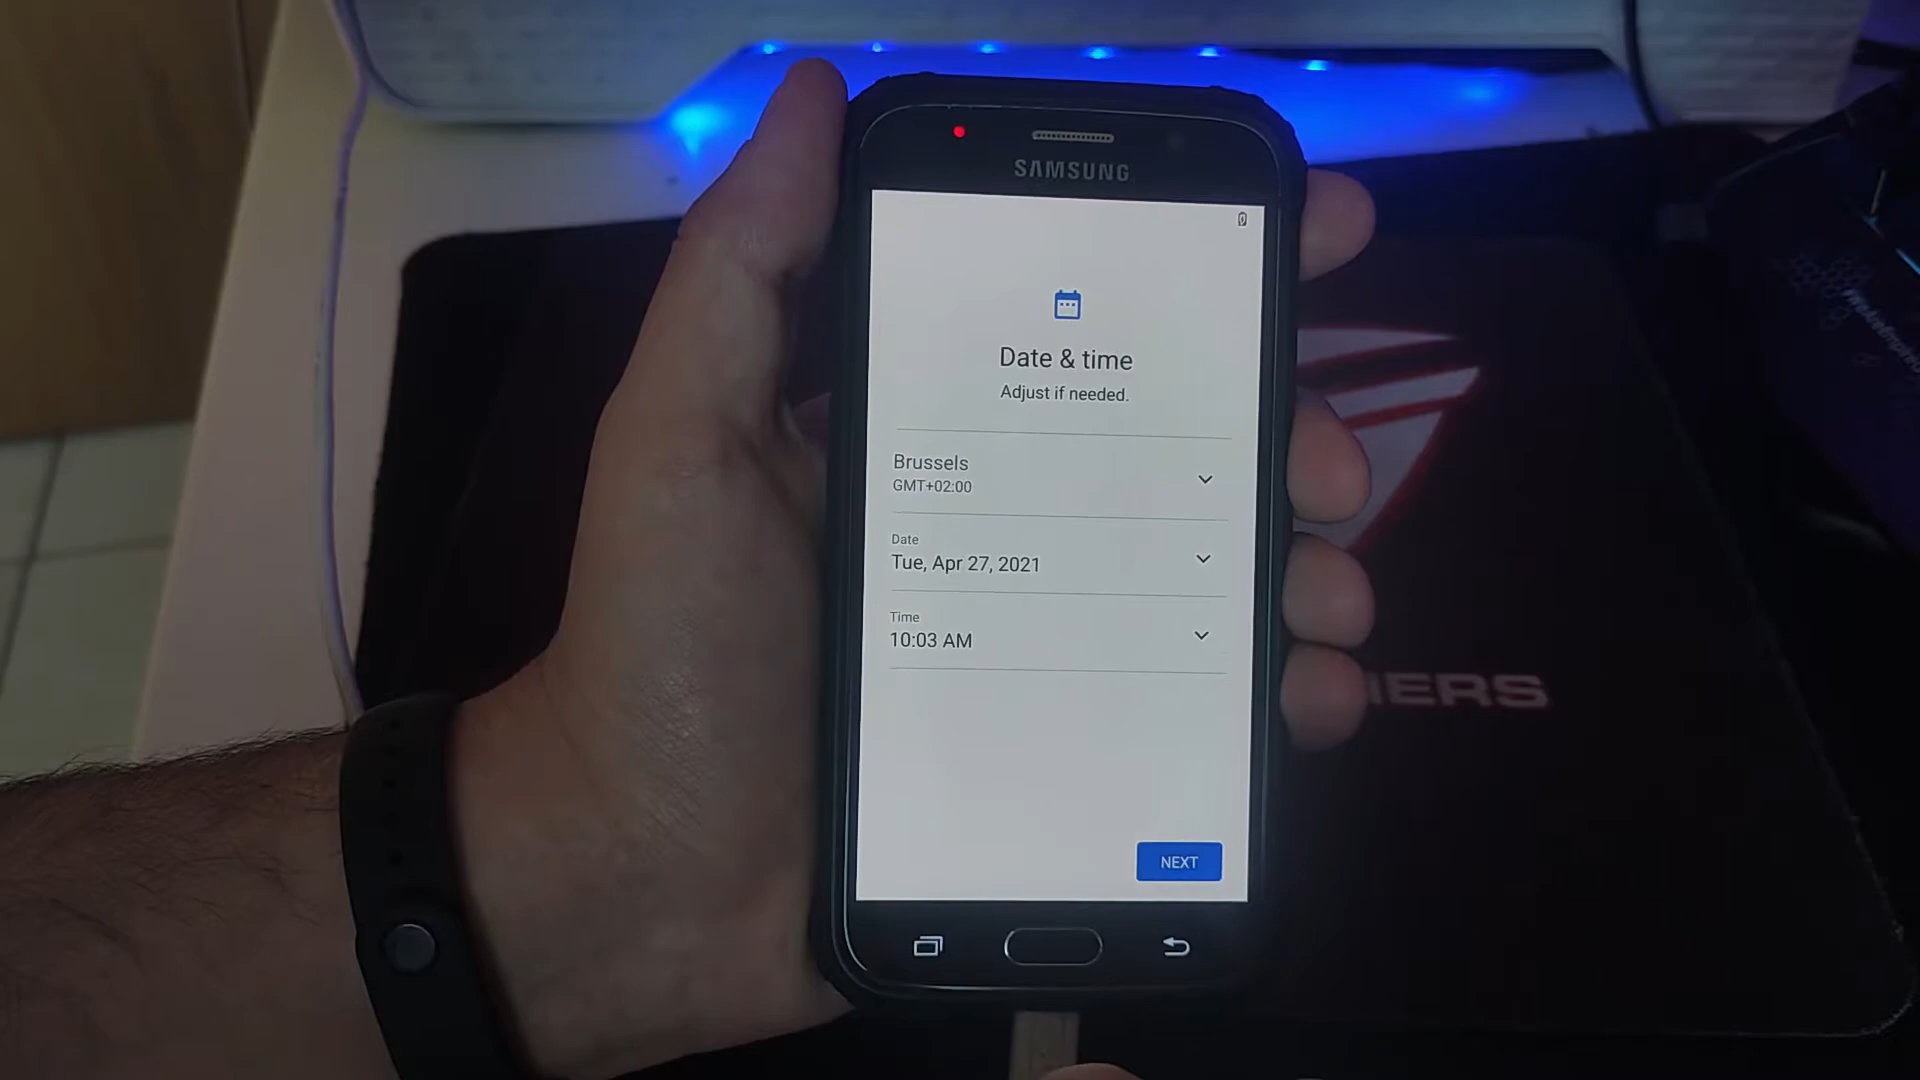 SAMSUNG
Date & time
Adjust if needed.
Brussels
GMT+02:00
Date
Tue, Apr 27, 2021
Time
10:03 AM
NEXT